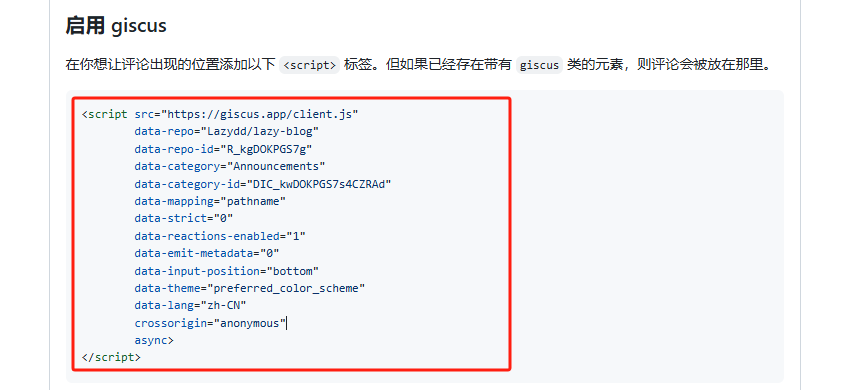 启用 giscus
在你想让评论出现的位置添加以下 <script> 标签。但如果已经存在带有 giscus 类的元素，则评论会被放在那里。
<script src="https://giscus.app/client.js"
data-repo="Lazydd/lazy-blog"
data-repo-id="R_kgDOKPGS7g"
data-category="Announcements"
data-category-id="DIC_kwDOKPGS7s4CZRAd"
data-mapping="pathname"
data-strict="0"
data-reactions-enabled="1"
data-emit-metadata="0"
data-input-position="bottom"
data-theme="preferred_color_scheme"
data-lang="zh-CN"
crossorigin="anonymous"
async>
</script>